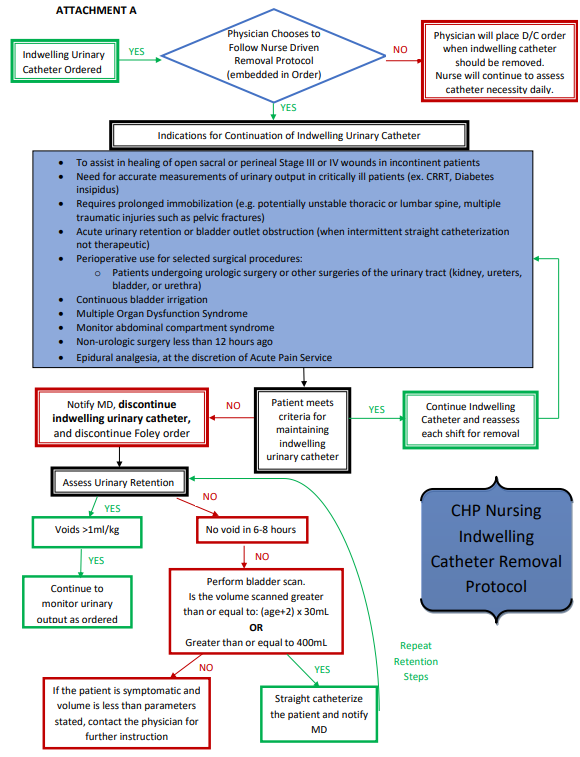 ATTACHMENT A
Indwelling Urinary
Catheter Ordered
YES
Physician Chooses to
Follow Nurse Driven
Removal Protocol
(embedded in Order)
NO
Physician will place D/C order
when indwelling catheter
should be removed.
Nurse will continue to assess
catheter necessity daily.
YES
Indications for Continuation of Indwelling Urinary Catheter
• To assist in healing of open sacral or perineal Stage III or IV wounds in incontinent patients
• Need for accurate measurements of urinary output in critically ill patients (ex. CRRT, Diabetes
insipidus)
• Requires prolonged immobilization (e.g. potentially unstable thoracic or lumbar spine, multiple
traumatic injuries such as pelvic fractures)
• Acute urinary retention or bladder outlet obstruction (when intermittent straight catheterization
not therapeutic)
• Perioperative use for selected surgical procedures:
o Patients undergoing urologic surgery or other surgeries of the urinary tract (kidney, ureters,
bladder, or urethra)
• Continuous bladder irrigation
• Multiple Organ Dysfunction Syndrome
• Monitor abdominal compartment syndrome
• Non-urologic surgery less than 12 hours ago
• Epidural analgesia, at the discretion of Acute Pain Service
Notify MD, discontinue
indwelling urinary catheter,
and discontinue Foley order
NO
Patient meets
criteria for
maintaining
indwelling
urinary catheter
YES
Continue Indwelling
Catheter and reassess
each shift for removal
Assess Urinary Retention
YES
NO
Voids >1ml/kg
No void in 6-8 hours
YES
NO
Continue to
monitor urinary
output as ordered
Perform bladder scan.
Is the volume scanned greater
than or equal to: (age+2) x 30mL
OR
Greater than or equal to 400mL
CHP Nursing
Indwelling
Catheter Removal
Protocol
Repeat
Retention
Steps
NO
YES
If the patient is symptomatic and
volume is less than parameters
stated, contact the physician for
further instruction
Straight catheterize
the patient and notify
MD